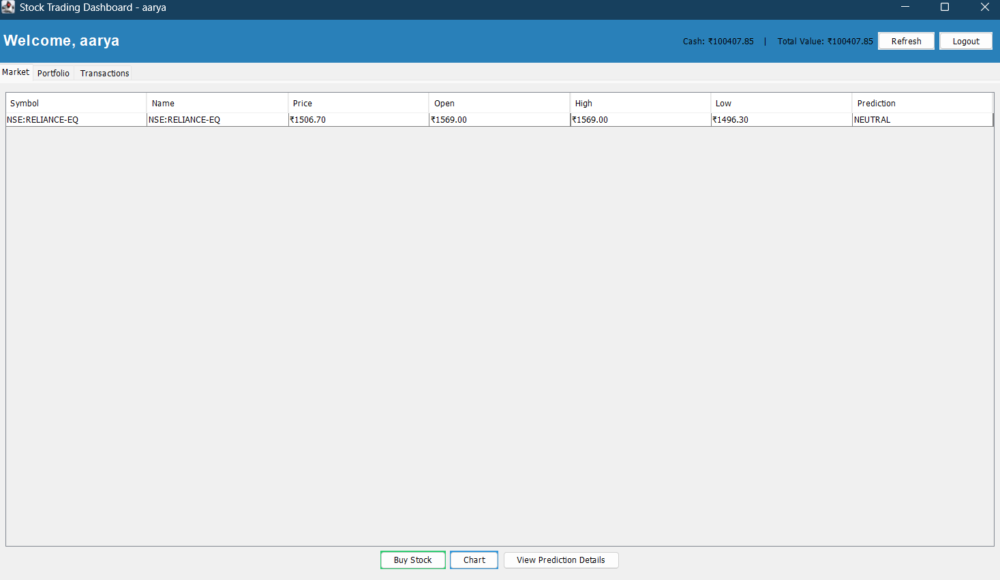 Stock Trading Dashboard - aarya
Welcome, aarya
Cash: ₹100407.85 | Total Value: ₹100407.85 Refresh Logout
Market Portfolio Transactions
Symbol Name Price Open High Low Prediction
NSE:RELIANCE-EQ NSE:RELIANCE-EQ ₹1506.70 ₹1569.00 ₹1569.00 ₹1496.30 NEUTRAL
Buy Stock Chart View Prediction Details